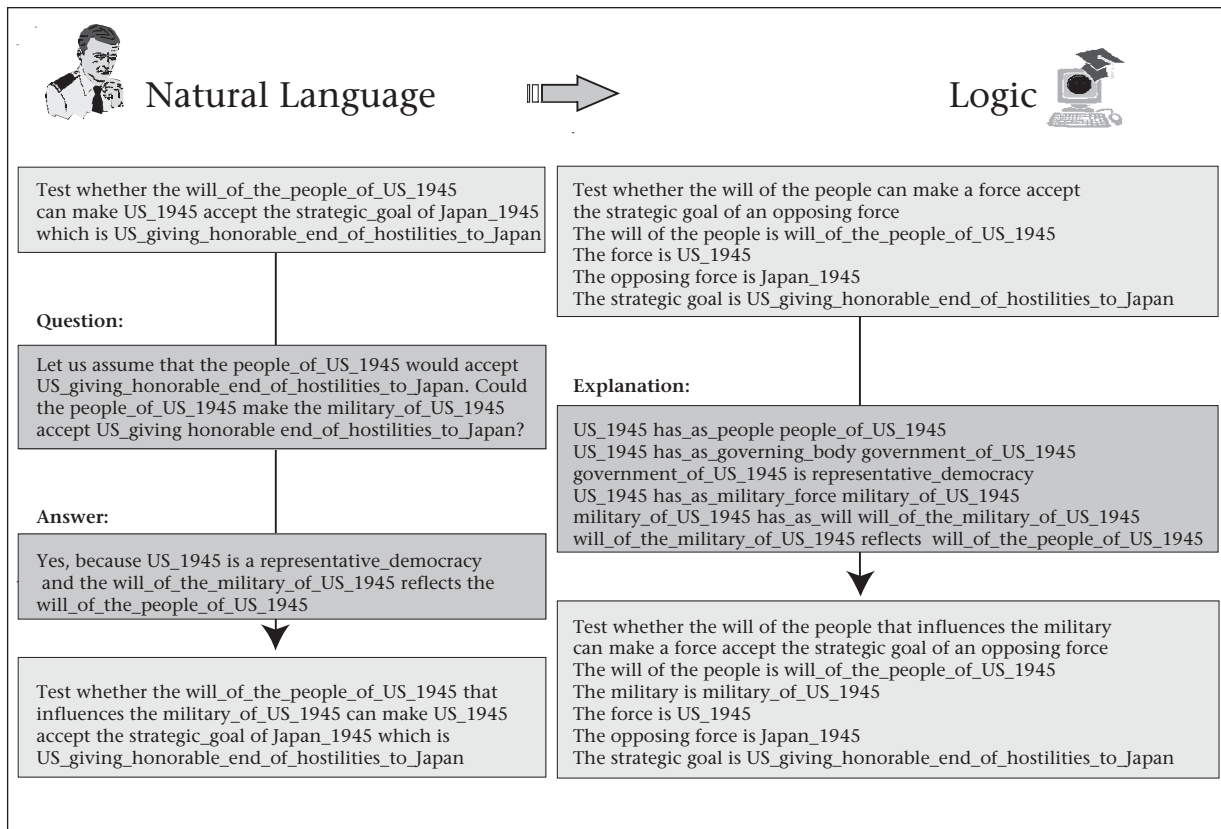 Natural Language
Logic
Test whether the will_of_the_people_of_US_1945
can make US_1945 accept the strategic_goal of Japan_1945
which is US_giving_honorable_end_of_hostilities_to_Japan
Question:
Let us assume that the people_of_US_1945 would accept
US_giving_honorable_end_of_hostilities_to_Japan. Could
the people_of_US_1945 make the military_of_US_1945
accept US_giving honorable end_of_hostilities_to_Japan?
Answer:
Yes, because US_1945 is a representative_democracy
and the will_of_the_military_of_US_1945 reflects the
will_of_the_people_of_US_1945
Test whether the will_of_the_people_of_US_1945 that
influences the military_of_US_1945 can make US_1945
accept the strategic_goal of Japan_1945 which is
US_giving_honorable_end_of_hostilities_to_Japan
Test whether the will of the people can make a force accept
the strategic goal of an opposing force
The will of the people is will_of_the_people_of_US_1945
The force is US_1945
The opposing force is Japan_1945
The strategic goal is US_giving_honorable_end_of_hostilities_to_Japan
Explanation:
US_1945 has_as_people people_of_US_1945
US_1945 has_as_governing_body government_of_US_1945
government_of_US_1945 is representative_democracy
US_1945 has_as_military_force military_of_US_1945
military_of_US_1945 has_as_will will_of_the_military_of_US_1945
will_of_the_military_of_US_1945 reflects will_of_the_people_of_US_1945
Test whether the will of the people that influences the military
can make a force accept the strategic goal of an opposing force
The will of the people is will_of_the_people_of_US_1945
The military is military_of_US_1945
The force is US_1945
The opposing force is Japan_1945
The strategic goal is US_giving_honorable_end_of_hostilities_to_Japan